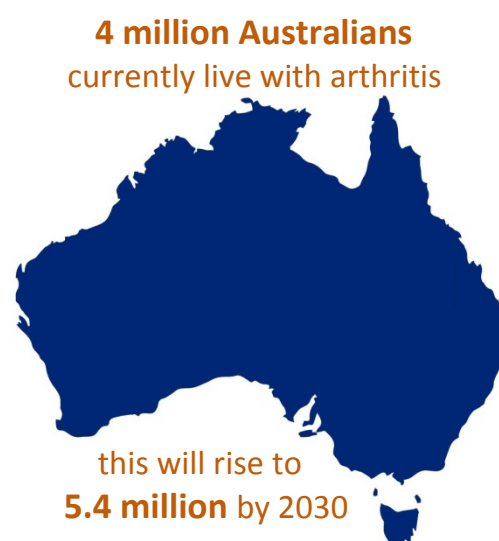 4 million Australians
currently live with arthritis
this will rise to
5.4 million by 2030